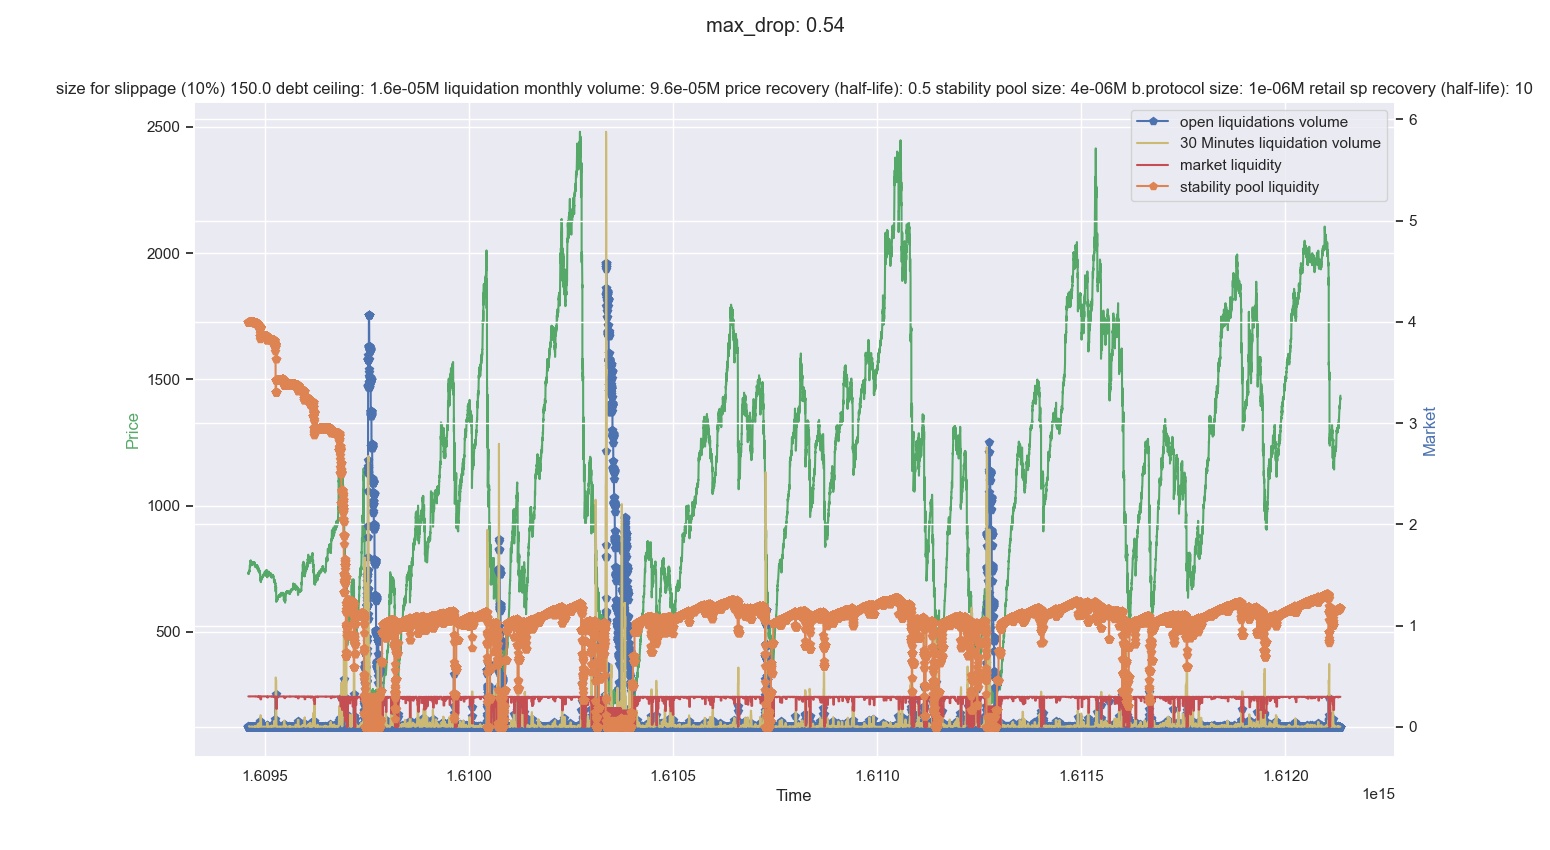 max_drop: 0.54
size for slippage (10%) 150.0 debt ceiling: 1.6e-05M liquidation monthly volume: 9.6e-05M price recovery (half-life): 0.5 stability pool size: 4e-06M b.protocol size: 1e-06M retail sp recovery (half-life): 10
open liquidations volume
30 Minutes liquidation volume
market liquidity
stability pool liquidity
2500
2000
1500
1000
500
Price
6
5
4
3
2
1
0
Market
1.6095 1.6100 1.6105 1.6110 1.6115 1.6120
Time
1e15